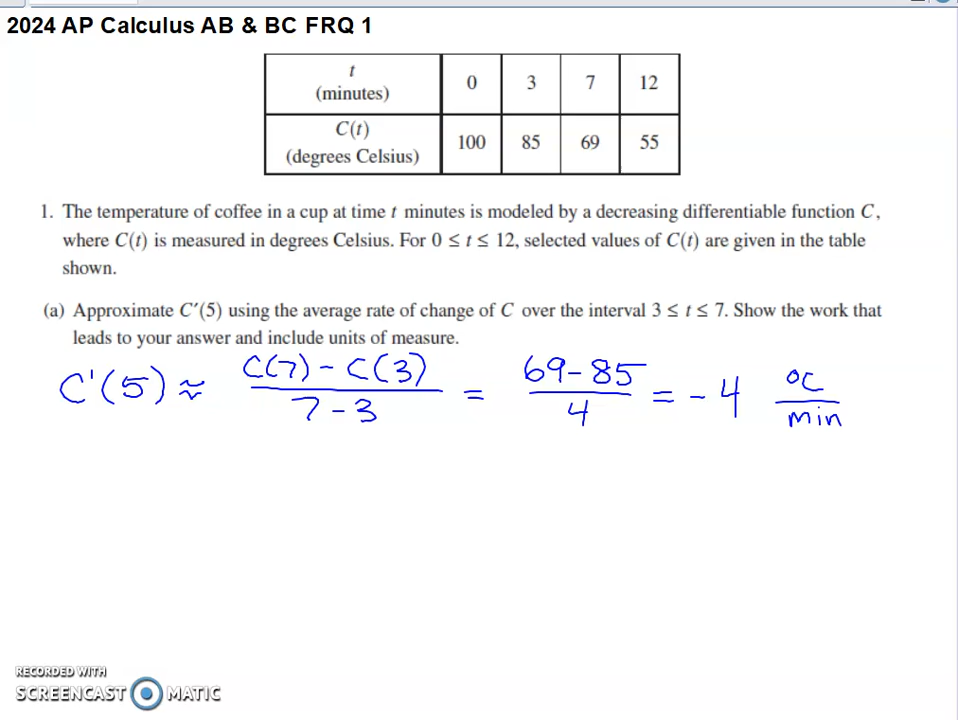 2024 AP Calculus AB & BC FRQ 1
t
(minutes) 0 3 7 12
C(t)
(degrees Celsius) 100 85 69 55
1. The temperature of coffee in a cup at time t minutes is modeled by a decreasing differentiable function C,
where C(t) is measured in degrees Celsius. For 0 ≤ t ≤ 12, selected values of C(t) are given in the table
shown.
(a) Approximate C′(5) using the average rate of change of C over the interval 3 ≤ t ≤ 7. Show the work that
leads to your answer and include units of measure.
C'(5) ≈ C(7) - C(3) / 7 - 3 = 69 - 85 / 4 = - 4 °C / min
RECORDED WITH
SCREENCAST MATIC